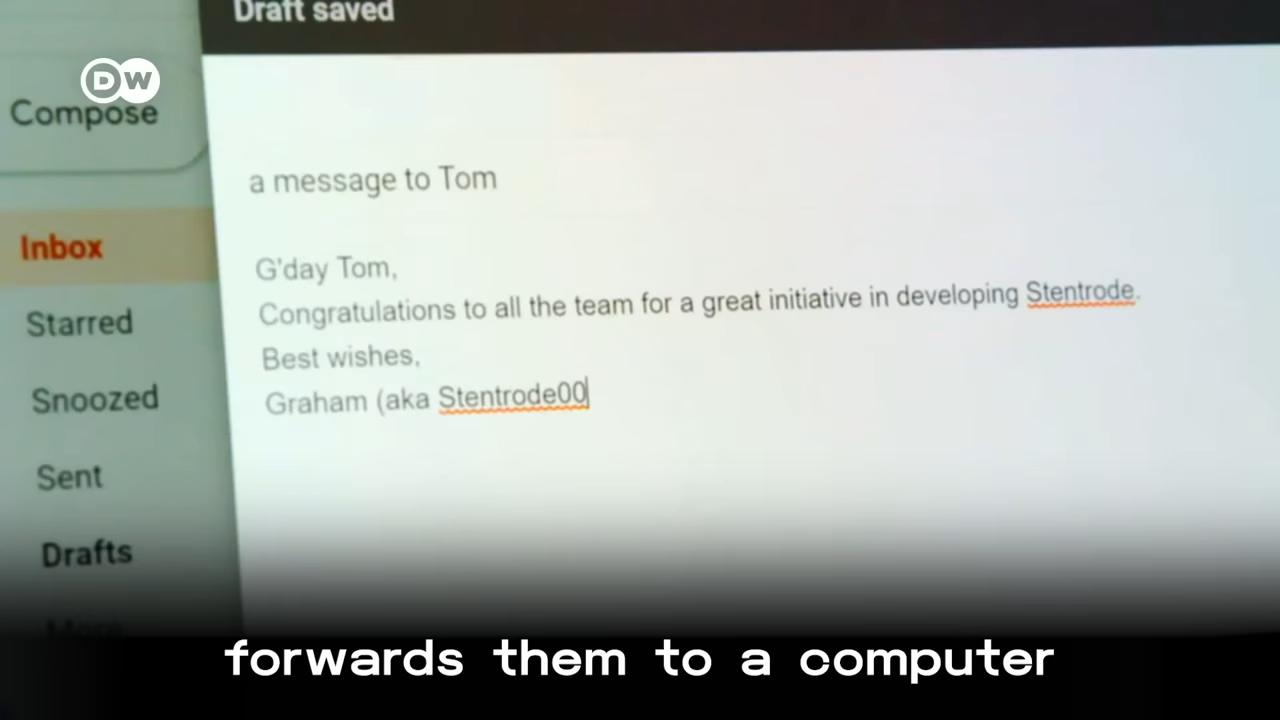 Draft saved
DW
Compose
a message to Tom
Inbox
G'day Tom,
Congratulations to all the team for a great initiative in developing Stentrode.
Starred
Best wishes,
Graham (aka Stentrode00
Snoozed
Sent
Drafts
More
forwards them to a computer